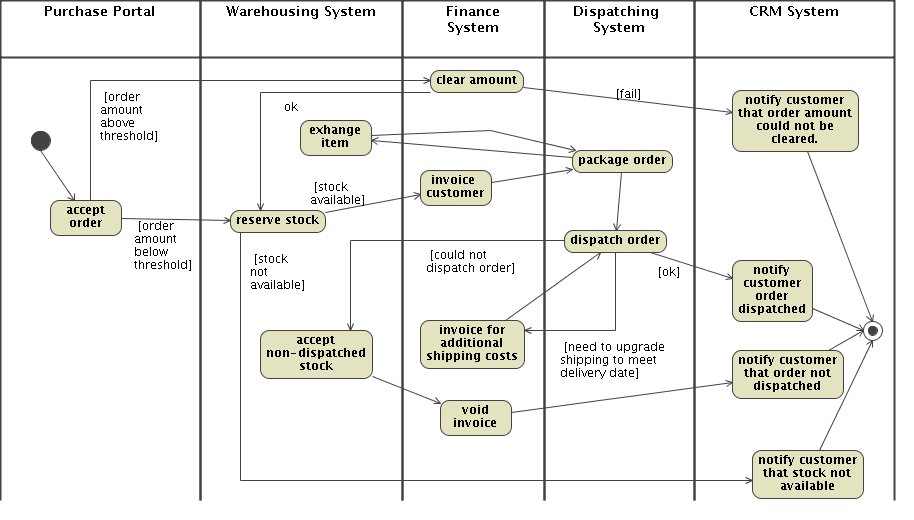 Purchase Portal
Warehousing System
Finance
System
Dispatching
System
CRM System
clear amount
[order
amount
above
threshold]
ok
[fail]
notify customer
that order amount
could not be
cleared.
exhange
item
package order
accept
order
[order
amount
below
threshold]
reserve stock
[stock
available]
invoice
customer
dispatch order
[stock
not
available]
[could not
dispatch order]
[ok]
notify
customer
order
dispatched
accept
non-dispatched
stock
invoice for
additional
shipping costs
[need to upgrade
shipping to meet
delivery date]
notify customer
that order not
dispatched
void
invoice
notify customer
that stock not
available